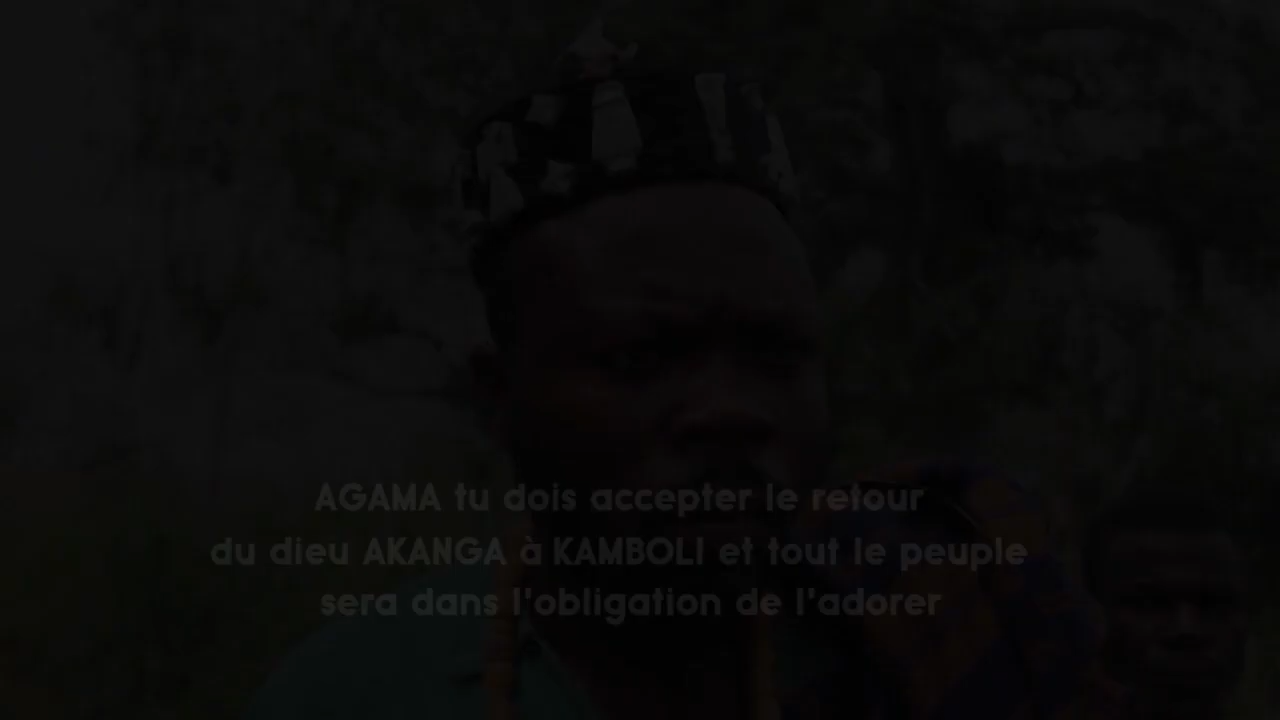 AGAMA tu dois accepter le retour
du dieu AKANGA à KAMBOLI et tout le peuple
sera dans l'obligation de l'adorer